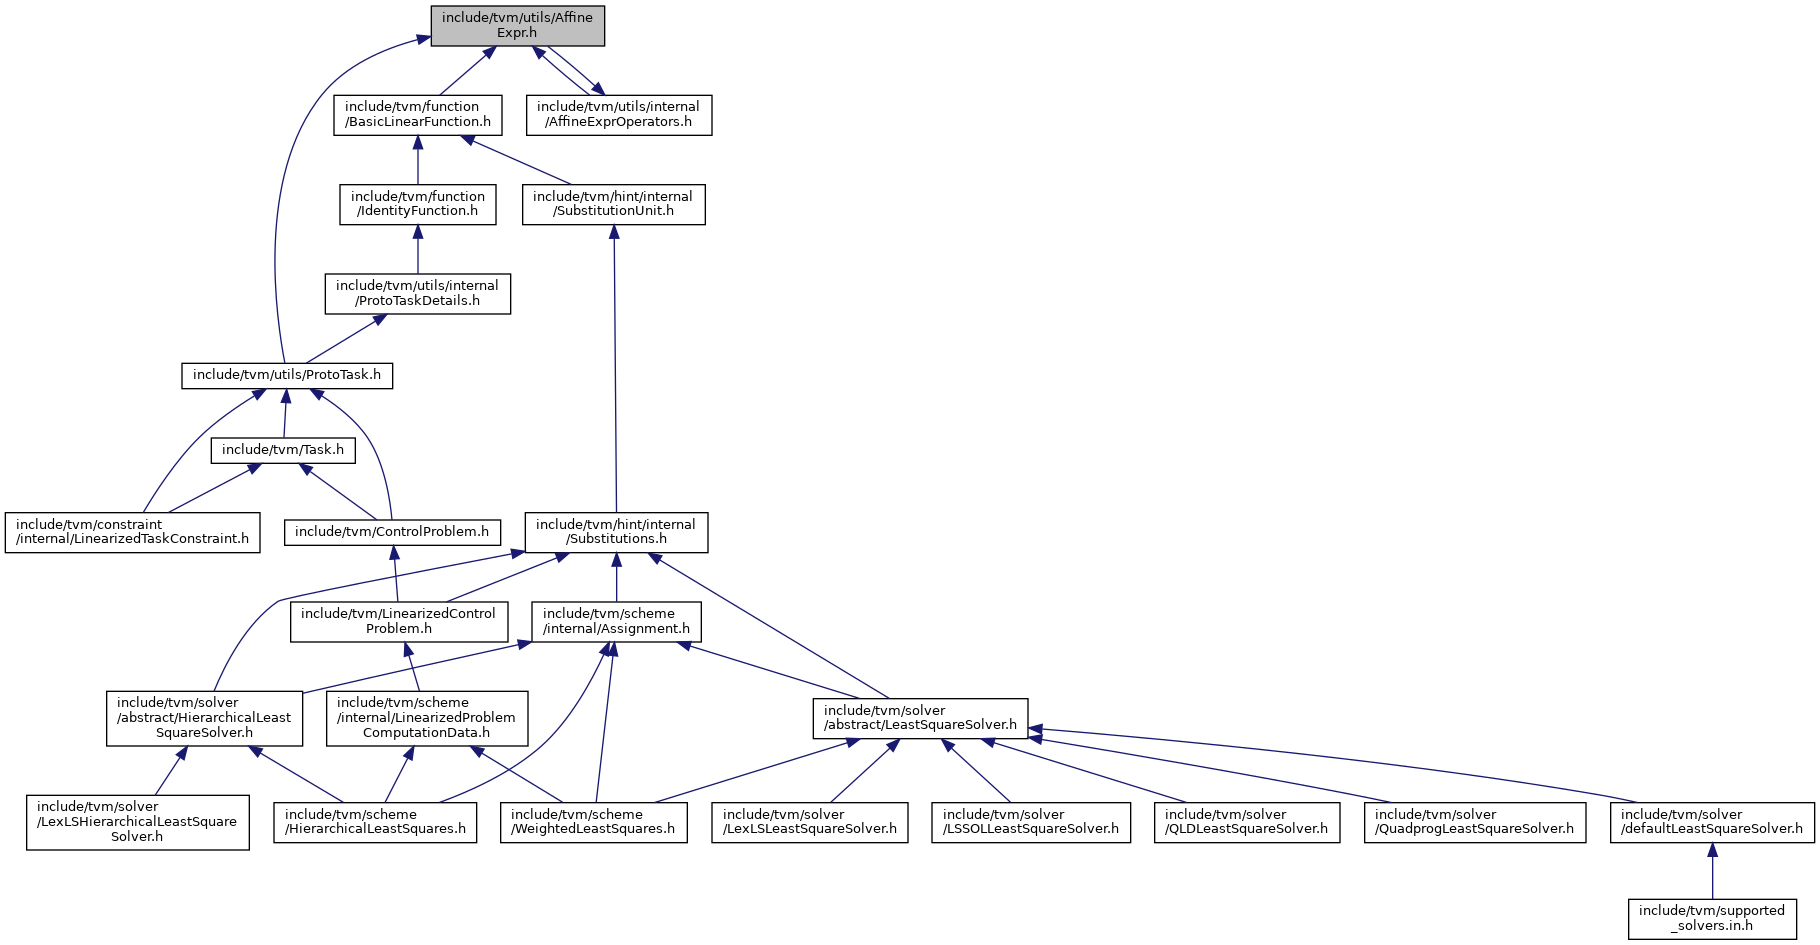 include/tvm/utils/Affine
Expr.h
include/tvm/function
/BasicLinearFunction.h
include/tvm/utils/internal
/AffineExprOperators.h
include/tvm/function
/IdentityFunction.h
include/tvm/hint/internal
/SubstitutionUnit.h
include/tvm/utils/internal
/ProtoTaskDetails.h
include/tvm/utils/ProtoTask.h
include/tvm/Task.h
include/tvm/constraint
/internal/LinearizedTaskConstraint.h
include/tvm/ControlProblem.h
include/tvm/hint/internal
/Substitutions.h
include/tvm/LinearizedControl
Problem.h
include/tvm/scheme
/internal/Assignment.h
include/tvm/solver
/abstract/HierarchicalLeast
SquareSolver.h
include/tvm/scheme
/internal/LinearizedProblem
ComputationData.h
include/tvm/solver
/abstract/LeastSquareSolver.h
include/tvm/solver
/LexLSHierarchicalLeastSquare
Solver.h
include/tvm/scheme
/HierarchicalLeastSquares.h
include/tvm/scheme
/WeightedLeastSquares.h
include/tvm/solver
/LexLSLeastSquareSolver.h
include/tvm/solver
/LSSOLLeastSquareSolver.h
include/tvm/solver
/QLDLeastSquareSolver.h
include/tvm/solver
/QuadprogLeastSquareSolver.h
include/tvm/solver
/defaultLeastSquareSolver.h
include/tvm/supported
_solvers.in.h